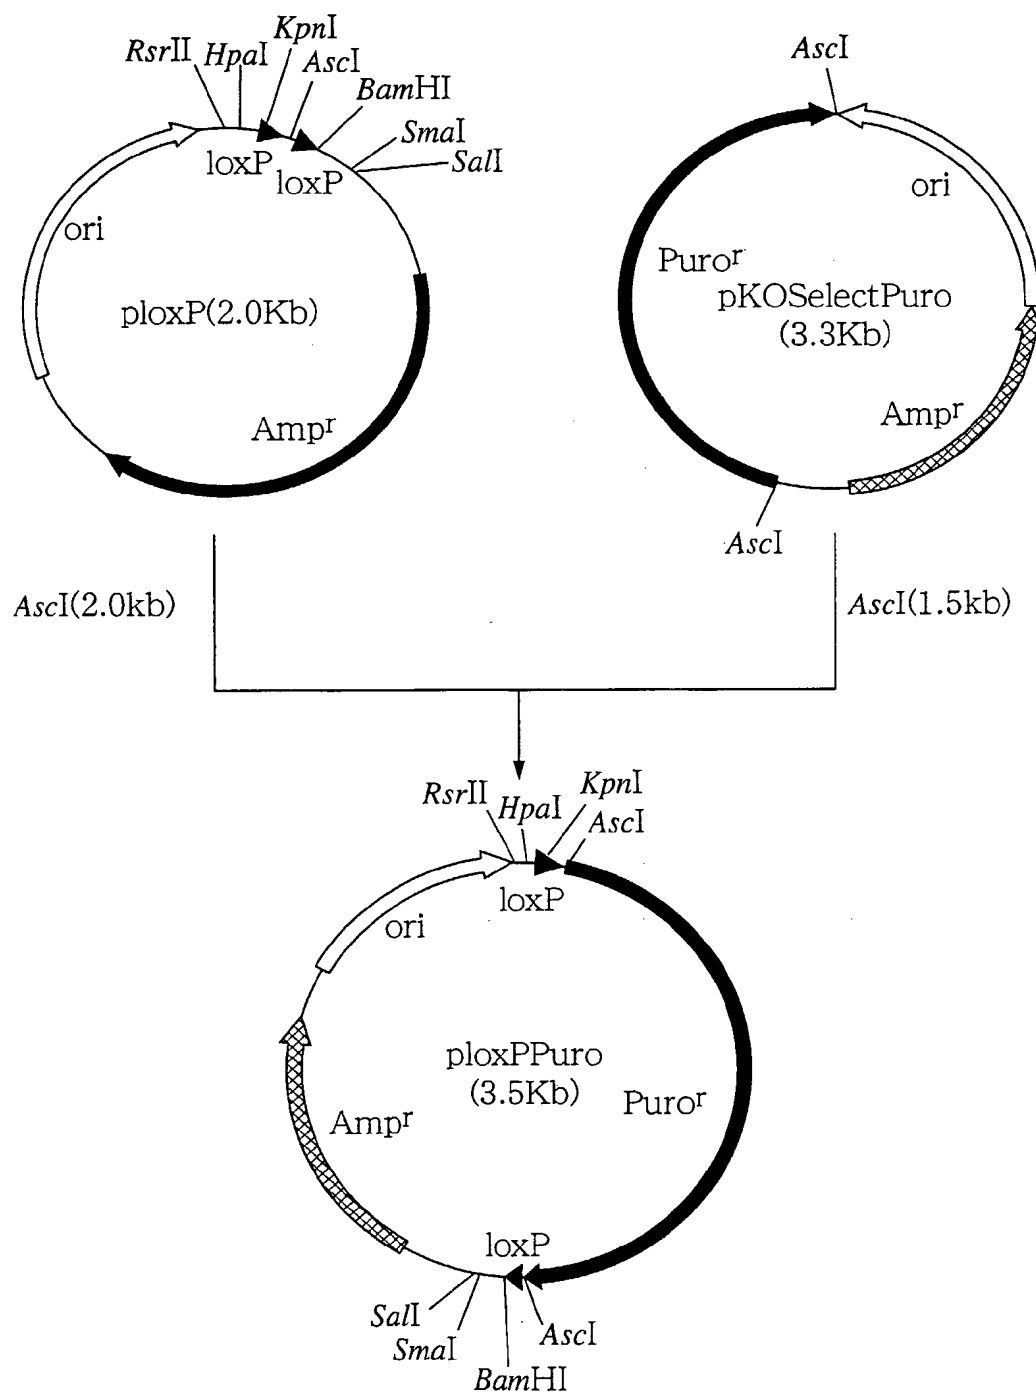 RsrII
HpaI
KpnI
AscI
BamHI
SmaI
SalI
loxP
loxP
ori
ploxP(2.0Kb)
Ampr
AscI
ori
Puror
pKOSelectPuro
(3.3Kb)
Ampr
AscI
AscI(2.0kb)
AscI(1.5kb)
RsrII
HpaI
KpnI
AscI
loxP
ori
ploxPPuro
(3.5Kb)
Puror
Ampr
loxP
SalI
SmaI
BamHI
AscI